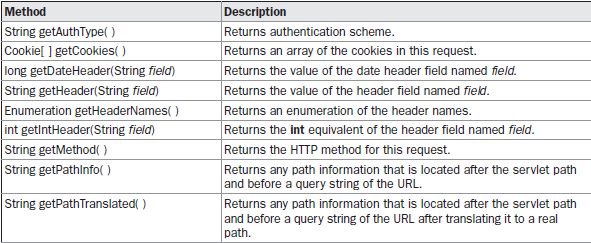 Method Description
String getAuthType( ) Returns authentication scheme.
Cookie[ ] getCookies( ) Returns an array of the cookies in this request.
long getDateHeader(String field) Returns the value of the date header field named field.
String getHeader(String field) Returns the value of the header field named field.
Enumeration getHeaderNames( ) Returns an enumeration of the header names.
int getIntHeader(String field) Returns the int equivalent of the header field named field.
String getMethod( ) Returns the HTTP method for this request.
String getPathInfo( ) Returns any path information that is located after the servlet path
and before a query string of the URL.
String getPathTranslated( ) Returns any path information that is located after the servlet path
and before a query string of the URL after translating it to a real
path.